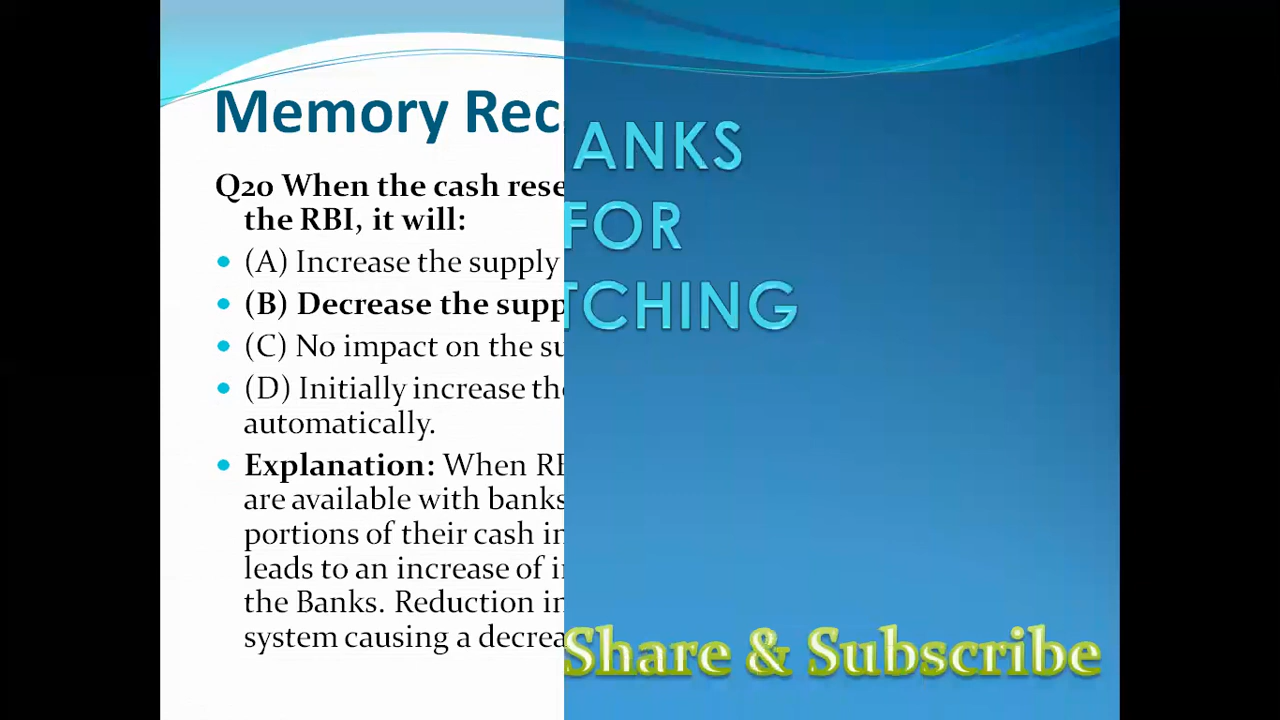 Memory Rec
Q20 When the cash rese
the RBI, it will:
(A) Increase the supply
(B) Decrease the supp
(C) No impact on the su
(D) Initially increase the
automatically.
Explanation: When RB
are available with banks
portions of their cash in
leads to an increase of in
the Banks. Reduction in
system causing a decrea
ANKS
FOR
TCHING
Share & Subscribe